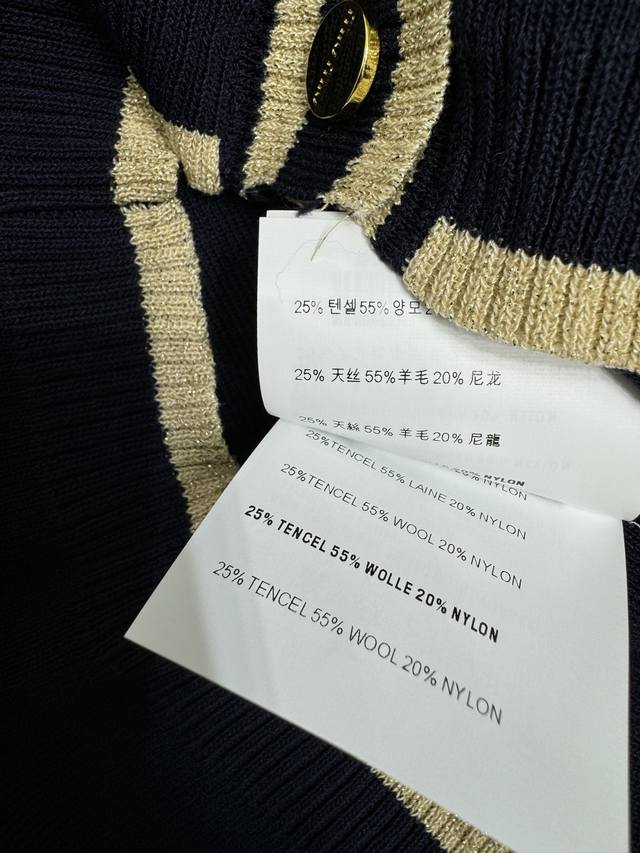 25% 텐셀 55% 양모
25% 天丝 55% 羊毛 20% 尼龙
25% 天絲 55% 羊毛 20% 尼龍
20% NYLON
25%TENCEL 55% LAINE 20% NYLON
25%TENCEL 55% WOOL 20% NYLON
25% TENCEL 55% WOLLE 20% NYLON
25% TENCEL 55% WOOL 20% NYLON